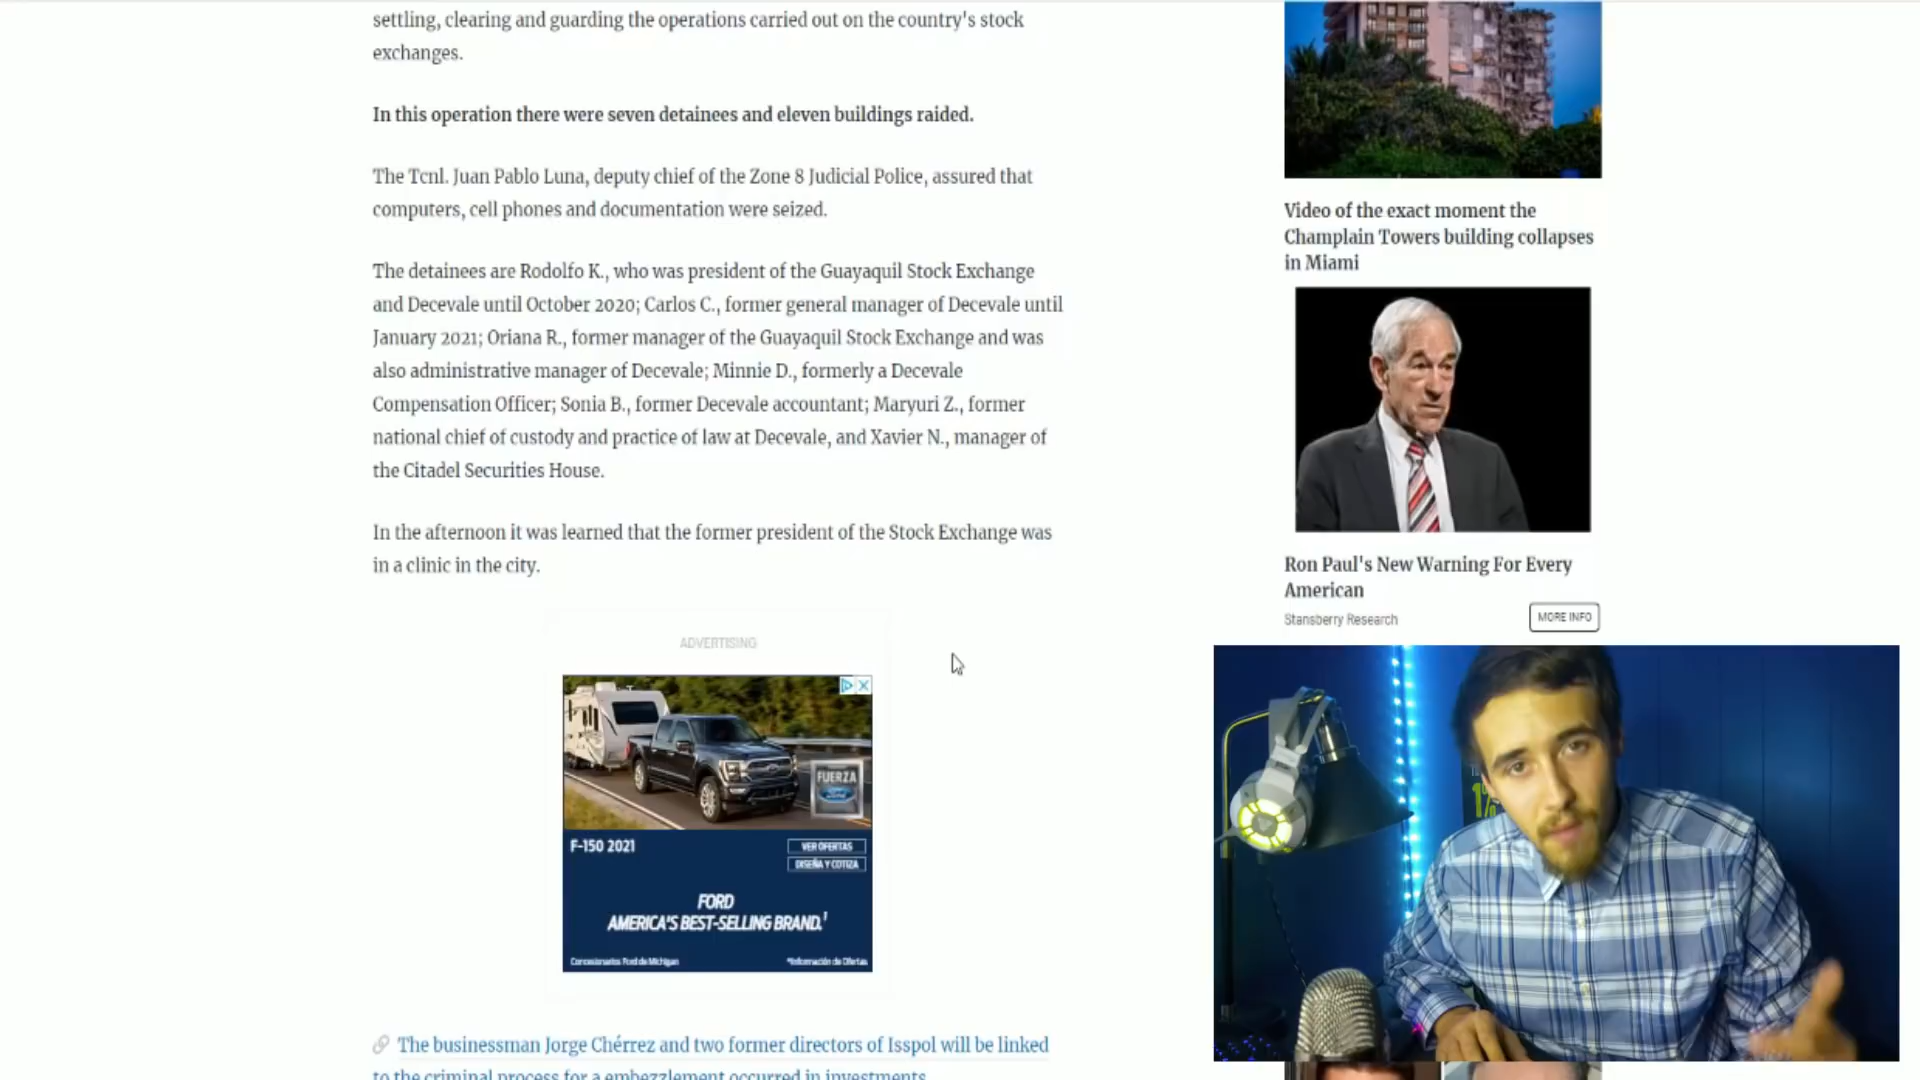 settling, clearing and guarding the operations carried out on the country's stock
exchanges.
In this operation there were seven detainees and eleven buildings raided.
The Tcnl. Juan Pablo Luna, deputy chief of the Zone 8 Judicial Police, assured that
computers, cell phones and documentation were seized.
The detainees are Rodolfo K., who was president of the Guayaquil Stock Exchange
and Decevale until October 2020; Carlos C., former general manager of Decevale until
January 2021; Oriana R., former manager of the Guayaquil Stock Exchange and was
also administrative manager of Decevale; Minnie D., formerly a Decevale
Compensation Officer; Sonia B., former Decevale accountant; Maryuri Z., former
national chief of custody and practice of law at Decevale, and Xavier N., manager of
the Citadel Securities House.
In the afternoon it was learned that the former president of the Stock Exchange was
in a clinic in the city.
ADVERTISING
FUERZA
Ford
F-150 2021
VER OFERTAS
DISEÑA Y COTIZA
FORD
AMERICA'S BEST-SELLING BRAND.¹
Concesionarios Ford de Michigan
*Información de Ofertas
The businessman Jorge Chérrez and two former directors of Isspol will be linked
to the criminal process for a embezzlement occurred in investments
Video of the exact moment the
Champlain Towers building collapses
in Miami
Ron Paul's New Warning For Every
American
Stansberry Research
MORE INFO
1%